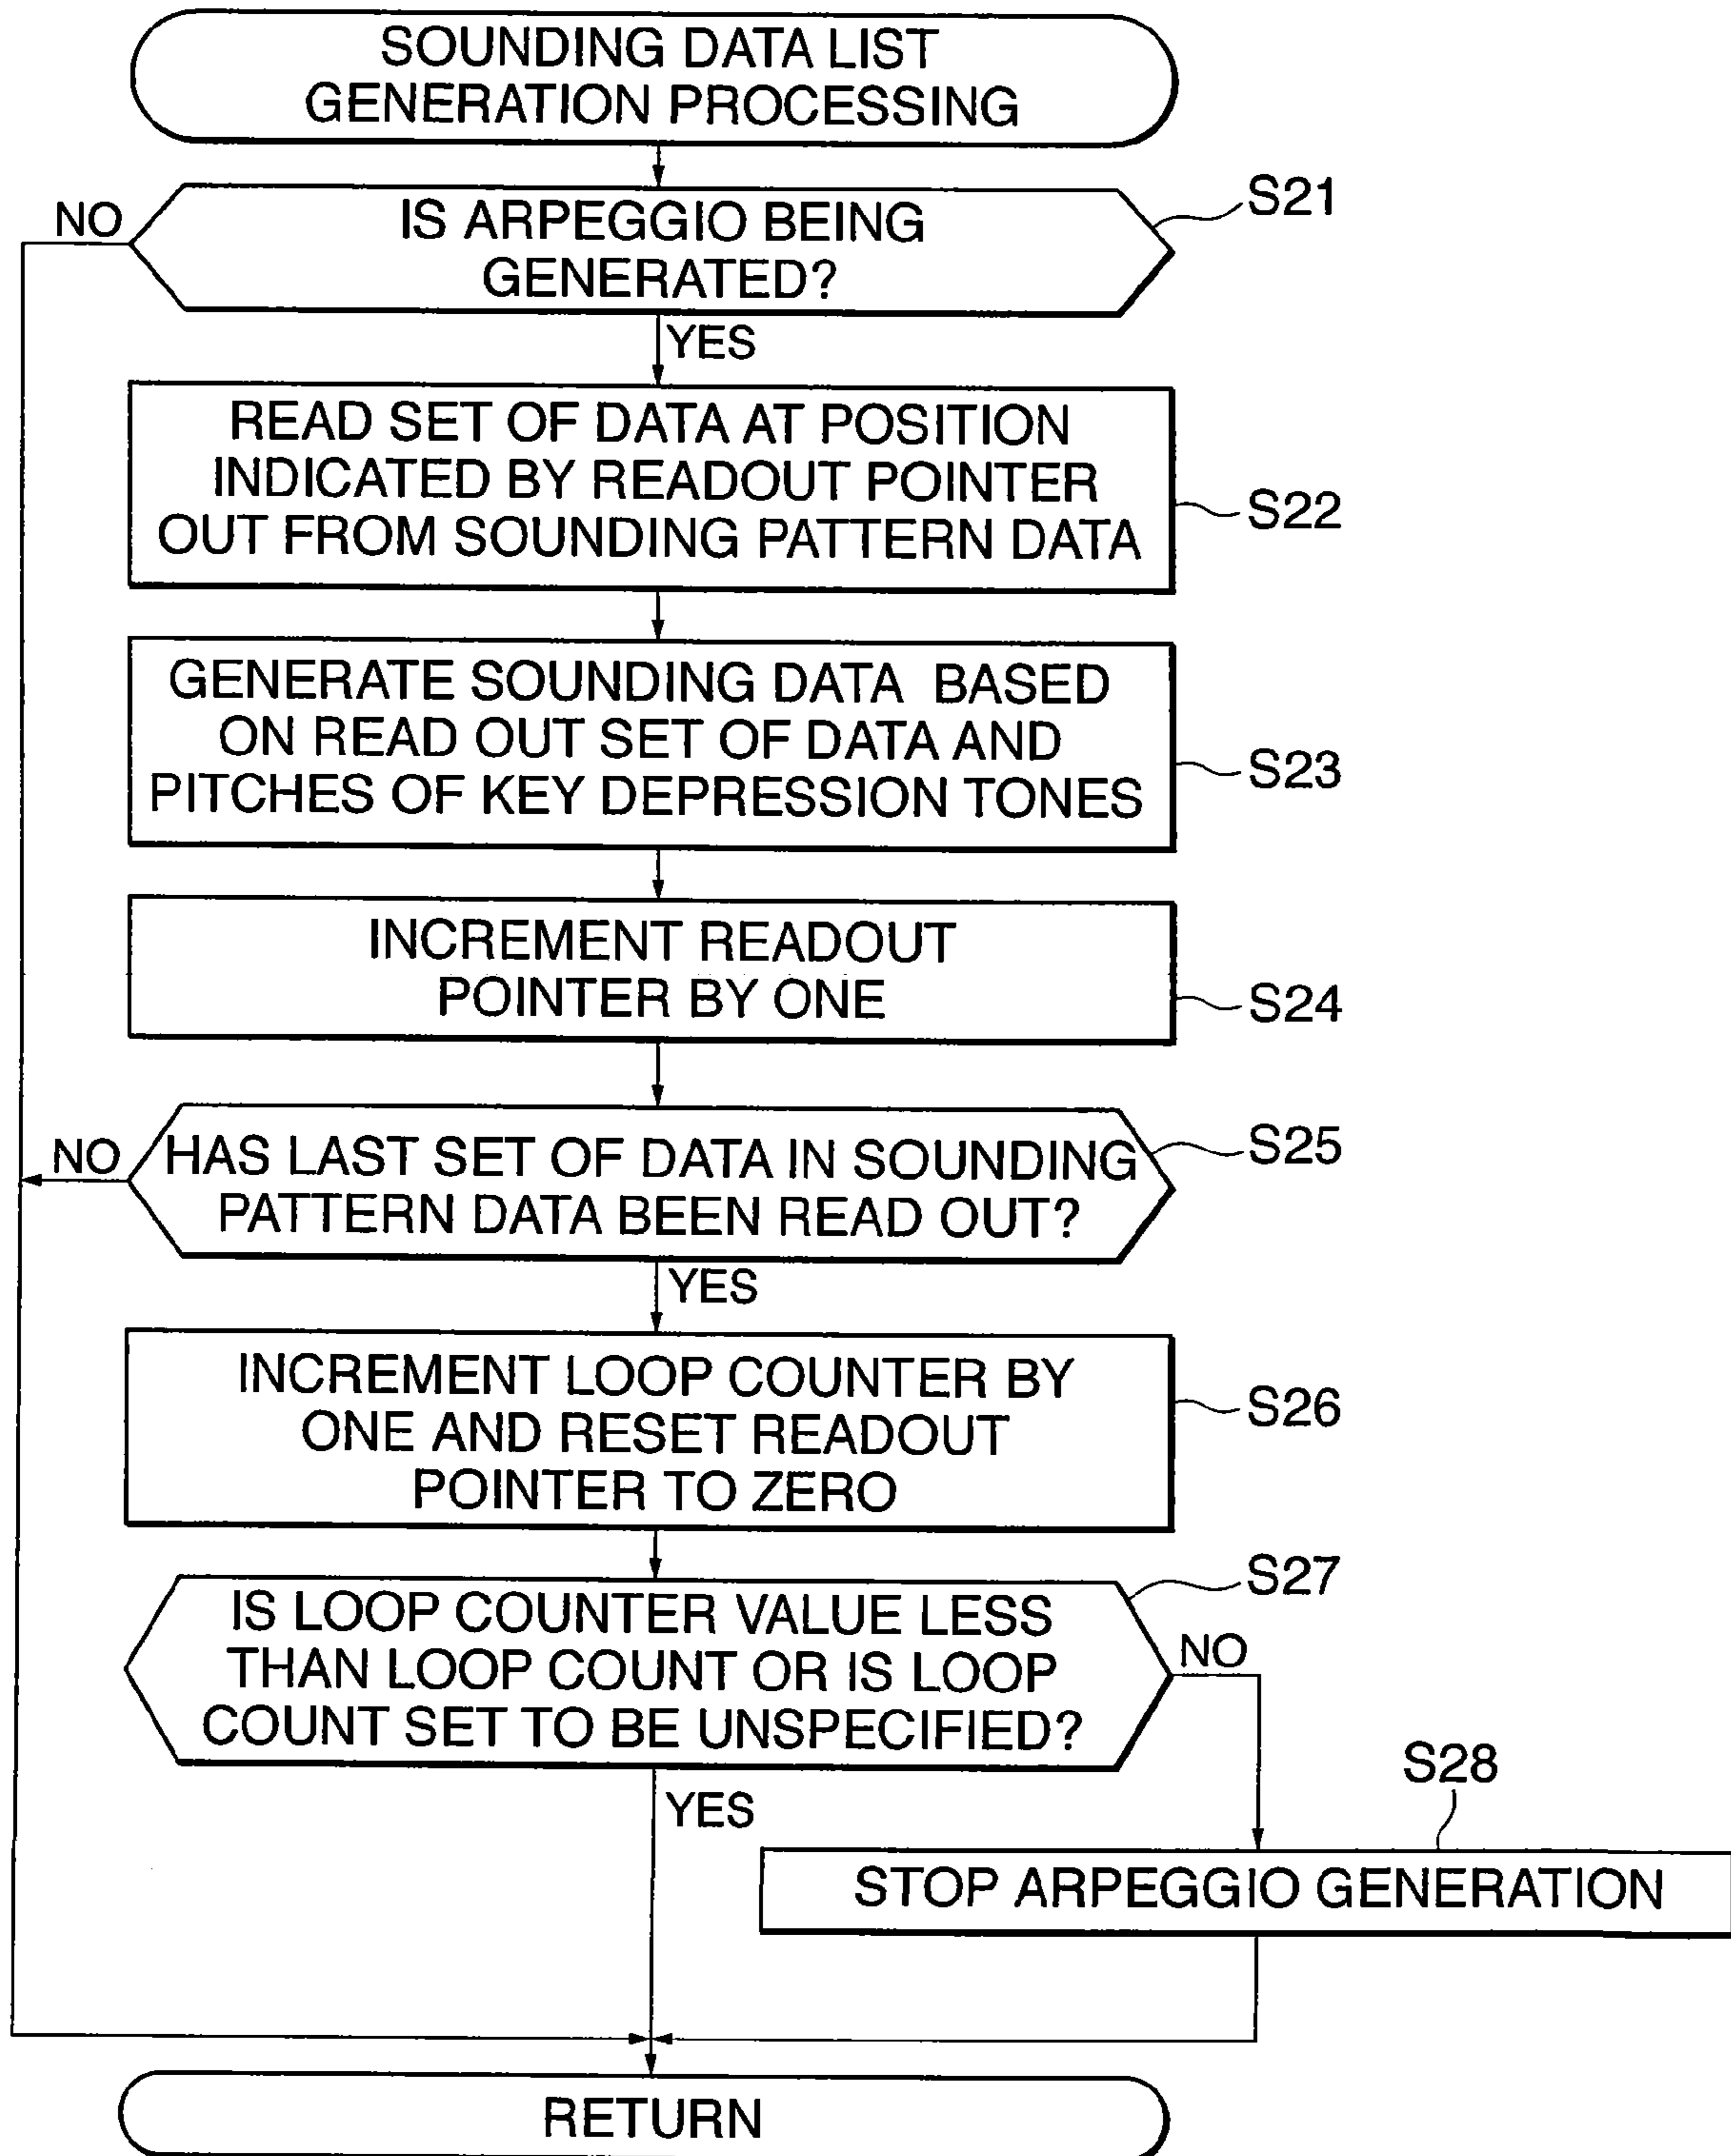 SOUNDING DATA LIST
GENERATION PROCESSING
S21
NO
IS ARPEGGIO BEING
GENERATED?
YES
READ SET OF DATA AT POSITION
INDICATED BY READOUT POINTER
OUT FROM SOUNDING PATTERN DATA
S22
GENERATE SOUNDING DATA BASED
ON READ OUT SET OF DATA AND
PITCHES OF KEY DEPRESSION TONES
S23
INCREMENT READOUT
POINTER BY ONE
S24
S25
NO
HAS LAST SET OF DATA IN SOUNDING
PATTERN DATA BEEN READ OUT?
YES
INCREMENT LOOP COUNTER BY
ONE AND RESET READOUT
POINTER TO ZERO
S26
S27
IS LOOP COUNTER VALUE LESS
THAN LOOP COUNT OR IS LOOP
COUNT SET TO BE UNSPECIFIED?
NO
S28
YES
STOP ARPEGGIO GENERATION
RETURN